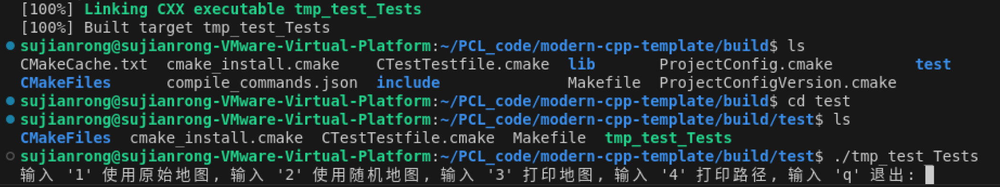 [100%] Linking CXX executable tmp_test_Tests
[100%] Built target tmp_test_Tests
sujianrong@sujianrong-VMware-Virtual-Platform:~/PCL_code/modern-cpp-template/build$ ls
CMakeCache.txt  cmake_install.cmake    CTestTestfile.cmake  lib       ProjectConfig.cmake         test
CMakeFiles      compile_commands.json  include              Makefile  ProjectConfigVersion.cmake
sujianrong@sujianrong-VMware-Virtual-Platform:~/PCL_code/modern-cpp-template/build$ cd test
sujianrong@sujianrong-VMware-Virtual-Platform:~/PCL_code/modern-cpp-template/build/test$ ls
CMakeFiles  cmake_install.cmake  CTestTestfile.cmake  Makefile  tmp_test_Tests
sujianrong@sujianrong-VMware-Virtual-Platform:~/PCL_code/modern-cpp-template/build/test$ ./tmp_test_Tests
输入 '1' 使用原始地图, 输入 '2' 使用随机地图, 输入 '3' 打印地图, 输入 '4' 打印路径, 输入 'q' 退出: